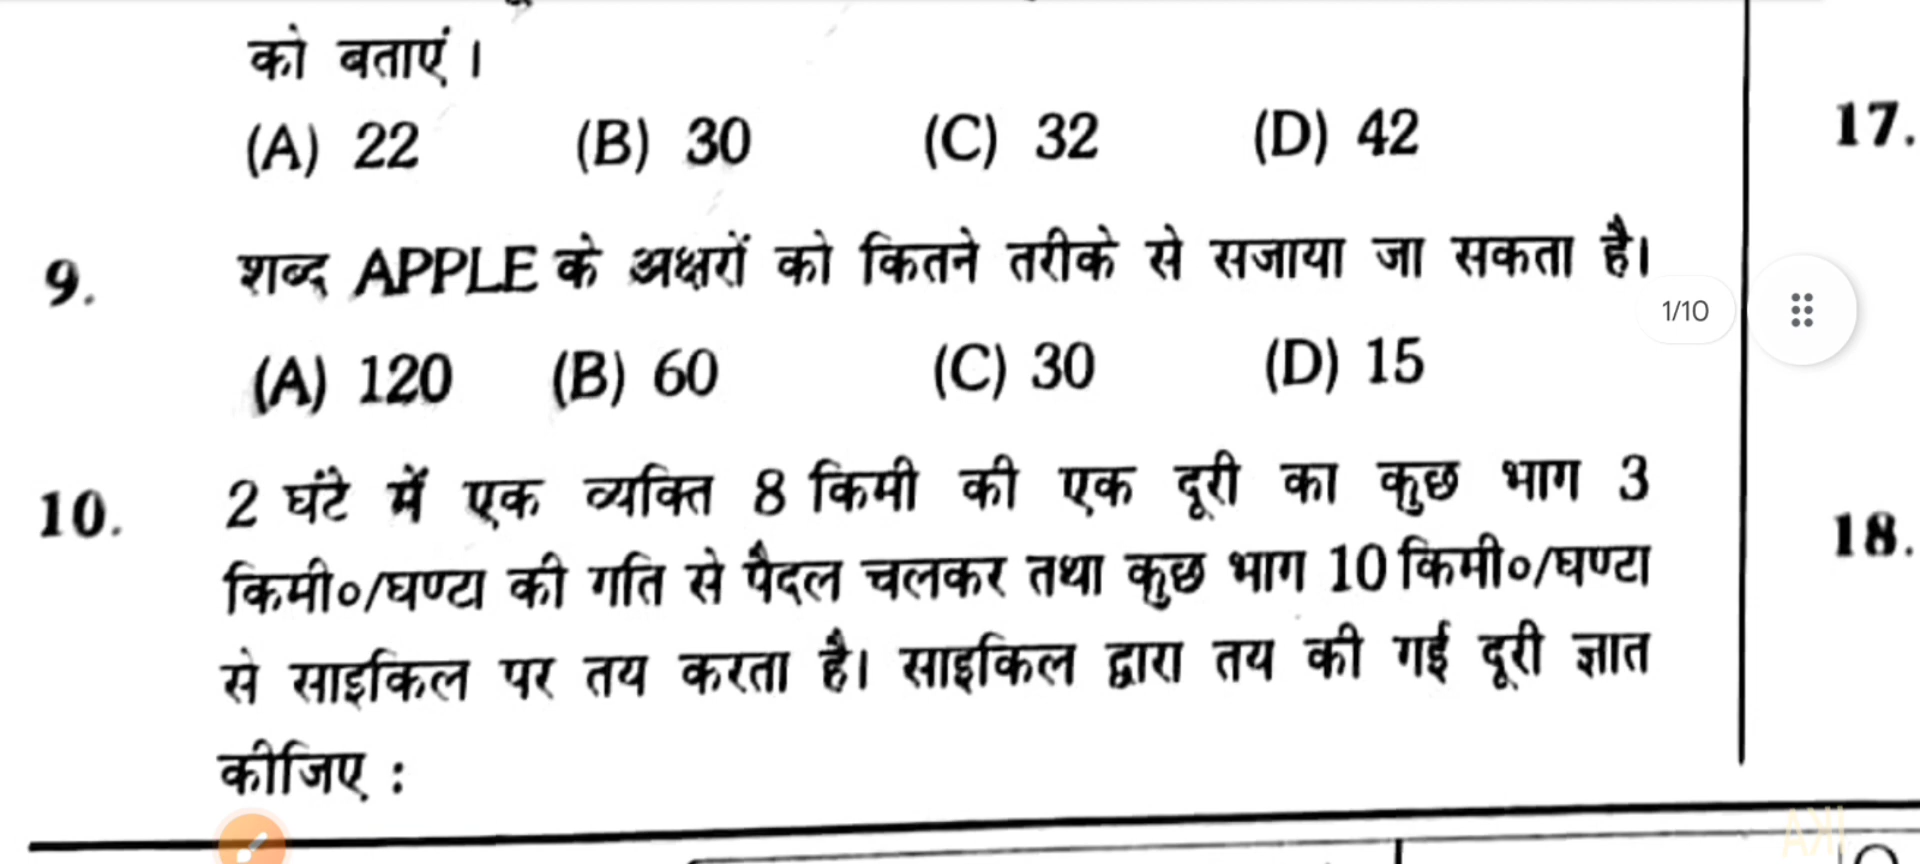 को बताएं।
(A) 22 (B) 30 (C) 32 (D) 42
17.
9. शब्द APPLE के अक्षरों को कितने तरीके से सजाया जा सकता है।
1/10
(A) 120 (B) 60 (C) 30 (D) 15
10. 2 घंटे में एक व्यक्ति 8 किमी की एक दूरी का कुछ भाग 3
18.
किमी०/घण्टा की गति से पैदल चलकर तथा कुछ भाग 10 किमी०/घण्टा
से साइकिल पर तय करता है। साइकिल द्वारा तय की गई दूरी ज्ञात
कीजिए :